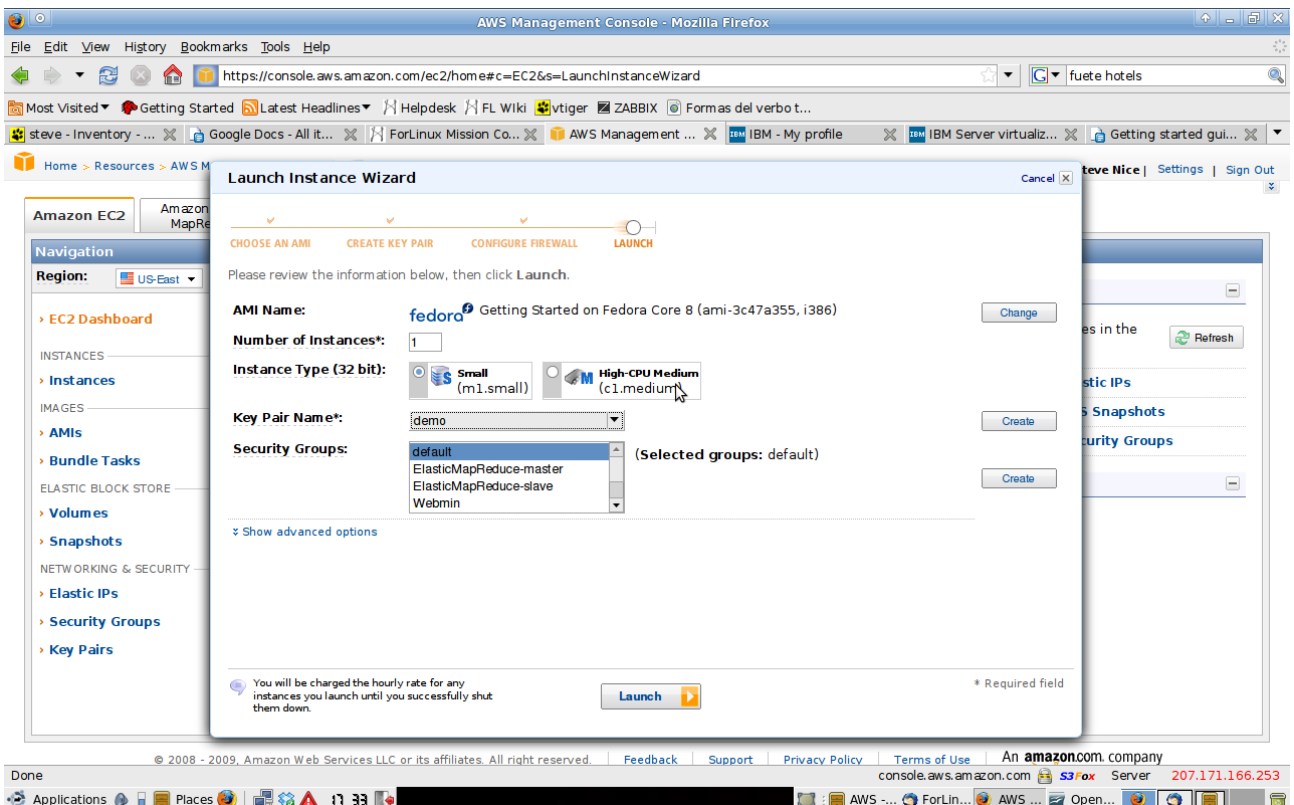 AWS Management Console - Mozilla Firefox
File Edit View History Bookmarks Tools Help
https://console.aws.amazon.com/ec2/home#c=EC2&s=LaunchInstanceWizard
G fuete hotels
Most Visited Getting Started Latest Headlines Helpdesk FL WIki vtiger ZABBIX Formas del verbo t...
steve - Inventory - ... Google Docs - All it... ForLinux Mission Co... AWS Management ... IBM - My profile IBM Server virtualiz... Getting started gui...
Home > Resources > AWS M
teve Nice | Settings | Sign Out
Launch Instance Wizard
Cancel
Amazon EC2
Amazon
MapRe
CHOOSE AN AMI CREATE KEY PAIR CONFIGURE FIREWALL LAUNCH
Navigation
Region: US-East
Please review the information below, then click Launch.
AMI Name: fedora Getting Started on Fedora Core 8 (ami-3c47a355, i386) Change
Number of Instances*: 1
Instance Type (32 bit): Small (m1.small) High-CPU Medium (c1.medium)
Key Pair Name*: demo Create
Security Groups: default (Selected groups: default)
ElasticMapReduce-master
ElasticMapReduce-slave
Webmin
Create
Show advanced options
› EC2 Dashboard
INSTANCES
› Instances
IMAGES
› AMIs
› Bundle Tasks
ELASTIC BLOCK STORE
› Volumes
› Snapshots
NETWORKING & SECURITY
› Elastic IPs
› Security Groups
› Key Pairs
es in the
Refresh
stic IPs
S Snapshots
curity Groups
You will be charged the hourly rate for any
instances you launch until you successfully shut
them down.
Launch
* Required field
© 2008 - 2009, Amazon Web Services LLC or its affiliates. All right reserved. Feedback Support Privacy Policy Terms of Use An amazon.com. company
Done
console.aws.amazon.com S3Fox Server 207.171.166.253
Applications Places 17 33 AWS -... ForLin... AWS ... Open...